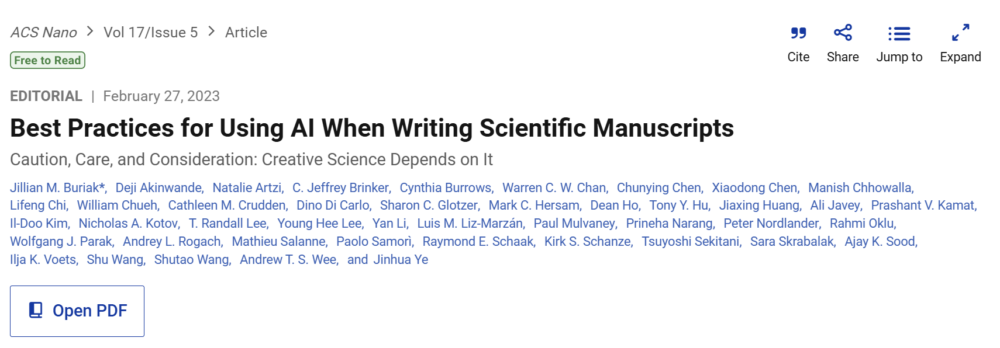 ACS Nano > Vol 17/Issue 5 > Article
Cite Share Jump to Expand
Free to Read
EDITORIAL | February 27, 2023
Best Practices for Using AI When Writing Scientific Manuscripts
Caution, Care, and Consideration: Creative Science Depends on It
Jillian M. Buriak*, Deji Akinwande, Natalie Artzi, C. Jeffrey Brinker, Cynthia Burrows, Warren C. W. Chan, Chunying Chen, Xiaodong Chen, Manish Chhowalla,
Lifeng Chi, William Chueh, Cathleen M. Crudden, Dino Di Carlo, Sharon C. Glotzer, Mark C. Hersam, Dean Ho, Tony Y. Hu, Jiaxing Huang, Ali Javey, Prashant V. Kamat,
Il-Doo Kim, Nicholas A. Kotov, T. Randall Lee, Young Hee Lee, Yan Li, Luis M. Liz-Marzán, Paul Mulvaney, Prineha Narang, Peter Nordlander, Rahmi Oklu,
Wolfgang J. Parak, Andrey L. Rogach, Mathieu Salanne, Paolo Samorì, Raymond E. Schaak, Kirk S. Schanze, Tsuyoshi Sekitani, Sara Skrabalak, Ajay K. Sood,
Ilja K. Voets, Shu Wang, Shutao Wang, Andrew T. S. Wee, and Jinhua Ye
Open PDF